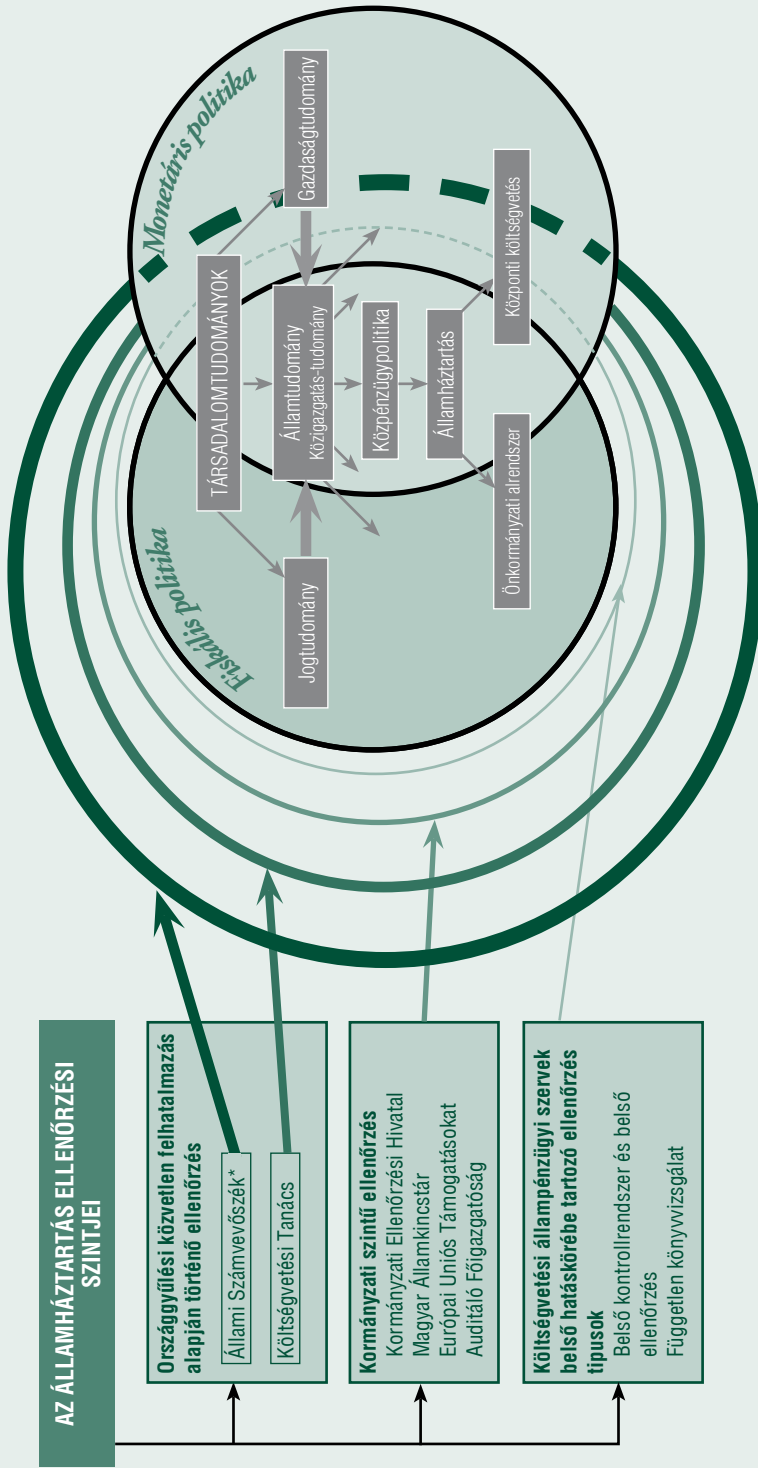 AZ ÁLLAMHÁZTARTÁS ELLENŐRZÉSI
SZINTJEI
Országgyűlési közvetlen felhatalmazás
alapján történő ellenőrzés
Állami Számvevőszék*
Költségvetési Tanács
Kormányzati szintű ellenőrzés
Kormányzati Ellenőrzési Hivatal
Magyar Államkincstár
Európai Uniós Támogatásokat
Auditáló Főigazgatóság
Költségvetési állampénzügyi szervek
belső hatáskörébe tartozó ellenőrzés
típusok
Belső kontrollrendszer és belső
ellenőrzés
Független könyvvizsgálat
Fiskális politika
Monetáris politika
TÁRSADALOMTUDOMÁNYOK
Jogtudomány
Államtudomány
Közigazgatás-tudomány
Gazdaságtudomány
Közpénzügypolitika
Államháztartás
Önkormányzati alrendszer
Központi költségvetés